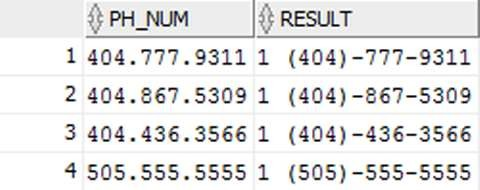 PH_NUM RESULT
1 404.777.9311 1 (404)-777-9311
2 404.867.5309 1 (404)-867-5309
3 404.436.3566 1 (404)-436-3566
4 505.555.5555 1 (505)-555-5555